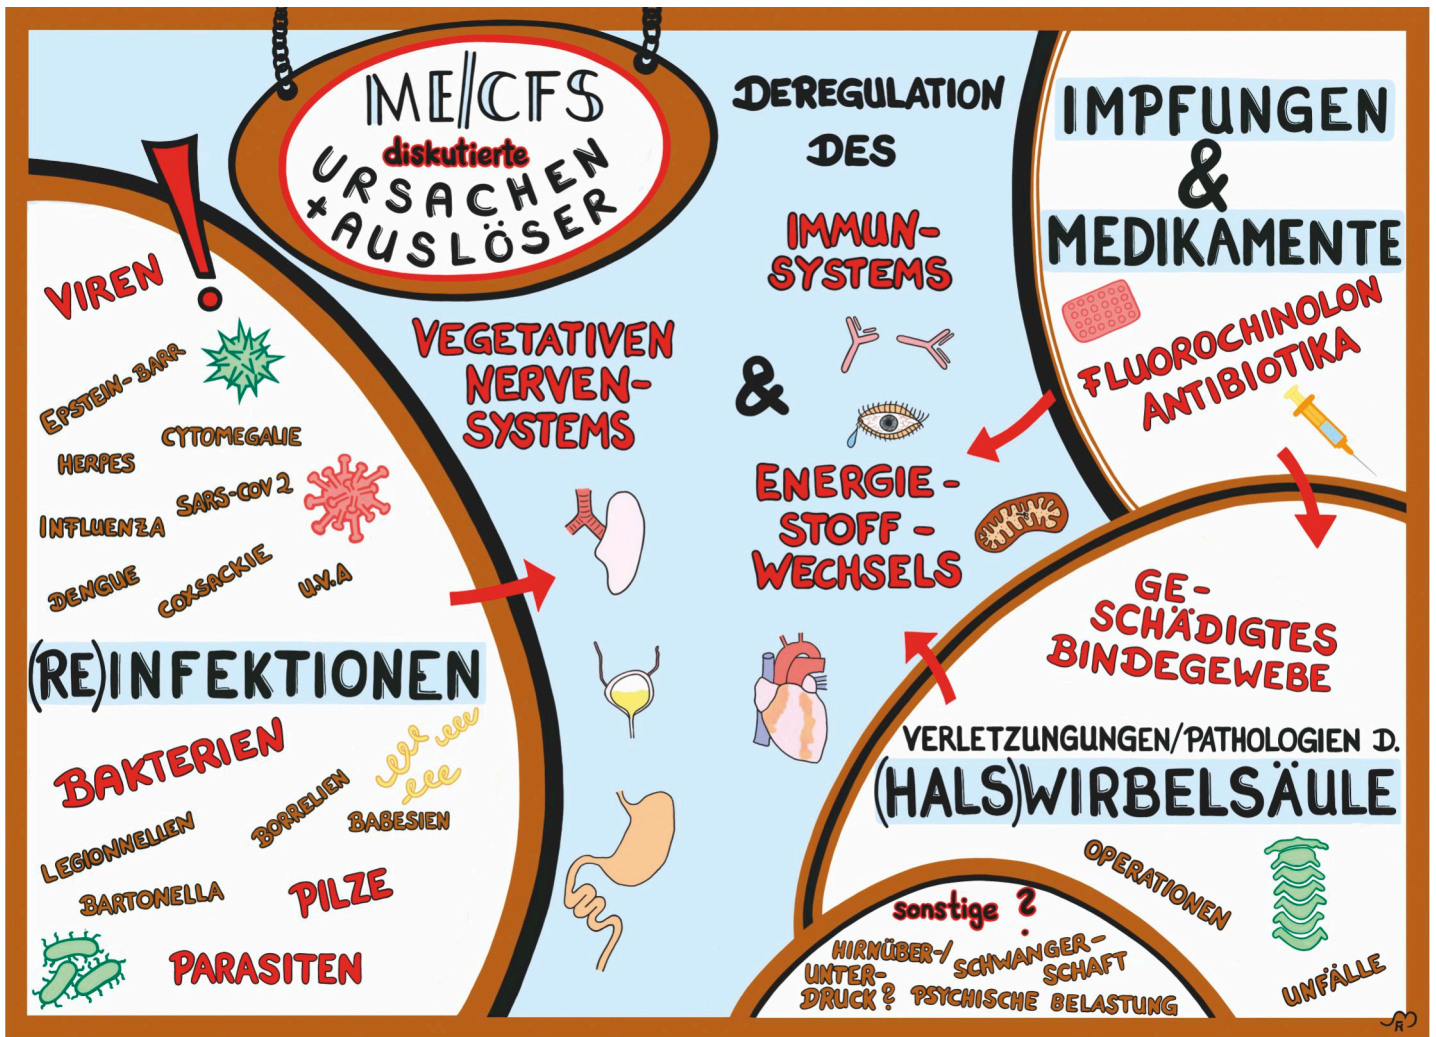 ME/CFS
diskutierte
URSACHEN
+ AUSLÖSER
VIREN
EPSTEIN-BARR
CYTOMEGALIE
HERPES
SARS-COV 2
INFLUENZA
DENGUE
COXSACKIE
U.V.A
(RE)INFEKTIONEN
BAKTERIEN
LEGIONNELLEN
BORRELIEN
BABESIEN
BARTONELLA
PILZE
PARASITEN
DEREGULATION
DES
VEGETATIVEN
NERVEN-
SYSTEMS
&
IMMUN-
SYSTEMS
ENERGIE-
STOFF-
WECHSELS
IMPFUNGEN
&
MEDIKAMENTE
FLUOROCHINOLON
ANTIBIOTIKA
GE-
SCHÄDIGTES
BINDEGEWEBE
VERLETZUNGUNGEN/PATHOLOGIEN D.
(HALS)WIRBELSÄULE
OPERATIONEN
UNFÄLLE
sonstige ?
HIRNÜBER-/
UNTER-
DRUCK?
SCHWANGER-
SCHAFT
PSYCHISCHE BELASTUNG